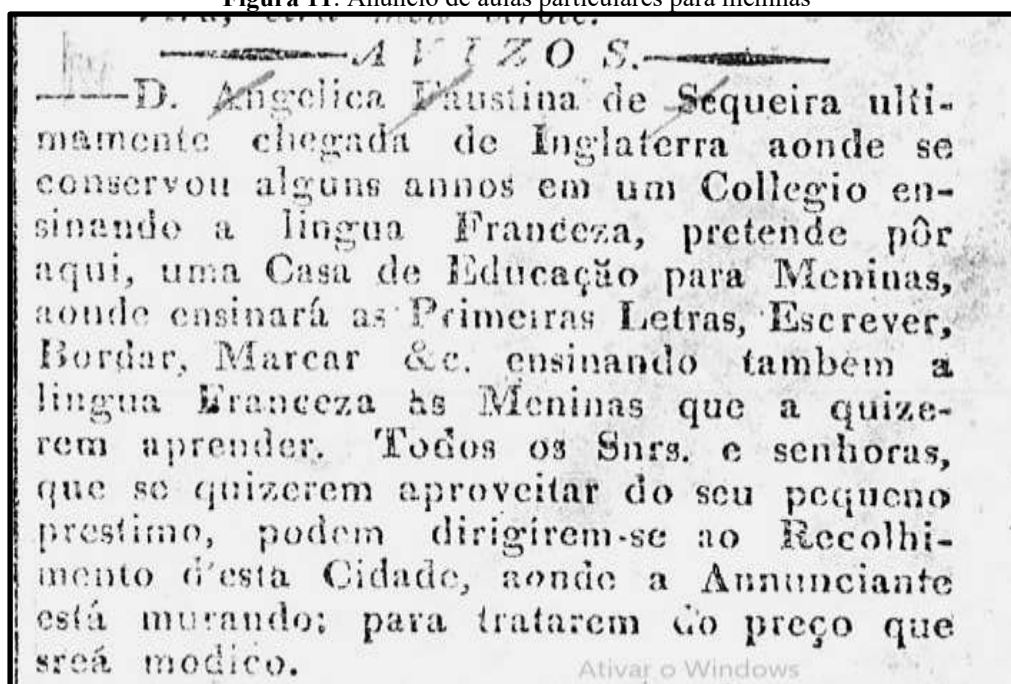 Figura 11: Anúncio de aulas particulares para meninas
AVIZOS.
D. Angelica Faustina de Sequeira ulti-
mamente chegada de Inglaterra aonde se
conservou alguns annos em um Collegio en-
sinando a lingua Franceza, pretende pôr
aqui, uma Casa de Educação para Meninas,
aonde ensinará as Primeiras Letras, Escrever,
Bordar, Marcar &c. ensinando tambem a
lingua Franceza às Meninas que a quize-
rem aprender. Todos os Snrs. e senhoras,
que se quizerem aproveitar do seu pequeno
prestimo, podem dirigírem-se ao Recolhi-
mento d'esta Cidade, aonde a Annunciante
está murando; para tratarem do preço que
sreá modico.
Ativar o Windows